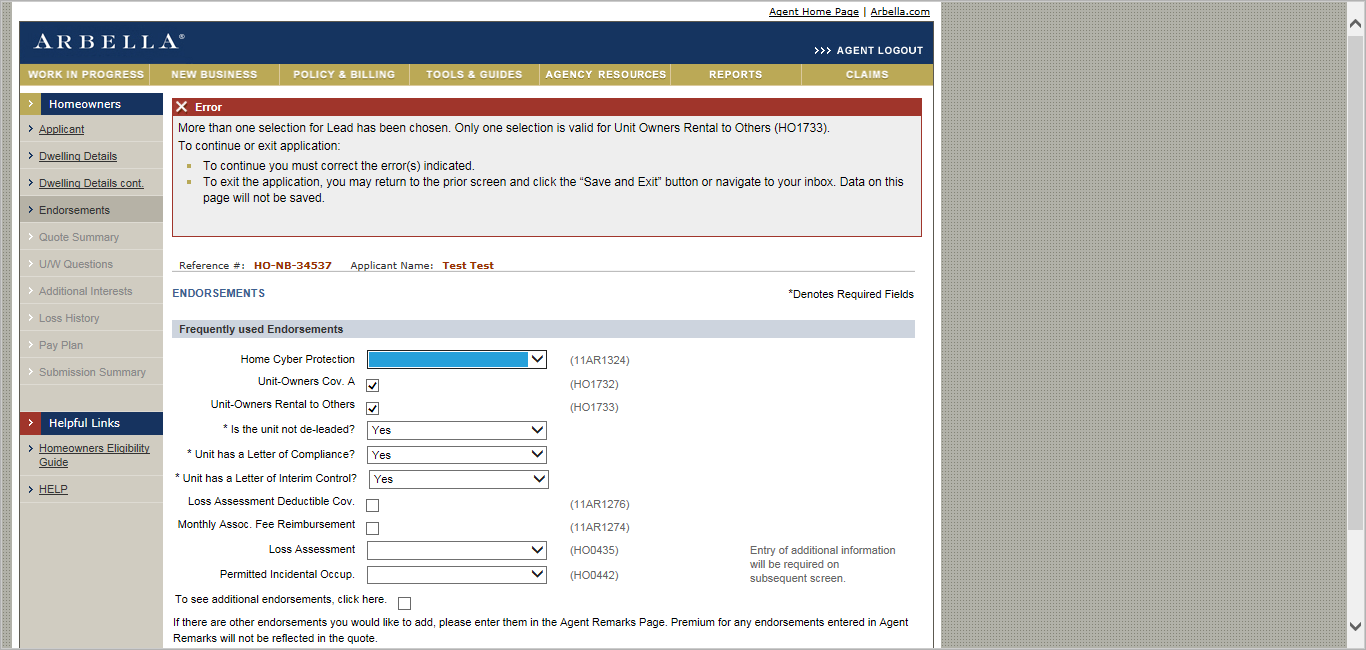 Agent Home Page | Arbella.com
ARBELLA®
>>> AGENT LOGOUT
WORK IN PROGRESS NEW BUSINESS POLICY & BILLING TOOLS & GUIDES AGENCY RESOURCES REPORTS CLAIMS
Homeowners
Applicant
Dwelling Details
Dwelling Details cont.
Endorsements
Quote Summary
U/W Questions
Additional Interests
Loss History
Pay Plan
Submission Summary
Helpful Links
Homeowners Eligibility
Guide
HELP
Error
More than one selection for Lead has been chosen. Only one selection is valid for Unit Owners Rental to Others (HO1733).
To continue or exit application:
To continue you must correct the error(s) indicated.
To exit the application, you may return to the prior screen and click the “Save and Exit” button or navigate to your inbox. Data on this
page will not be saved.
Reference #: HO-NB-34537 Applicant Name: Test Test
ENDORSEMENTS *Denotes Required Fields
Frequently used Endorsements
Home Cyber Protection (11AR1324)
Unit-Owners Cov. A (HO1732)
Unit-Owners Rental to Others (HO1733)
* Is the unit not de-leaded? Yes
* Unit has a Letter of Compliance? Yes
* Unit has a Letter of Interim Control? Yes
Loss Assessment Deductible Cov. (11AR1276)
Monthly Assoc. Fee Reimbursement (11AR1274)
Loss Assessment (HO0435)
Permitted Incidental Occup. (HO0442)
Entry of additional information
will be required on
subsequent screen.
To see additional endorsements, click here.
If there are other endorsements you would like to add, please enter them in the Agent Remarks Page. Premium for any endorsements entered in Agent
Remarks will not be reflected in the quote.